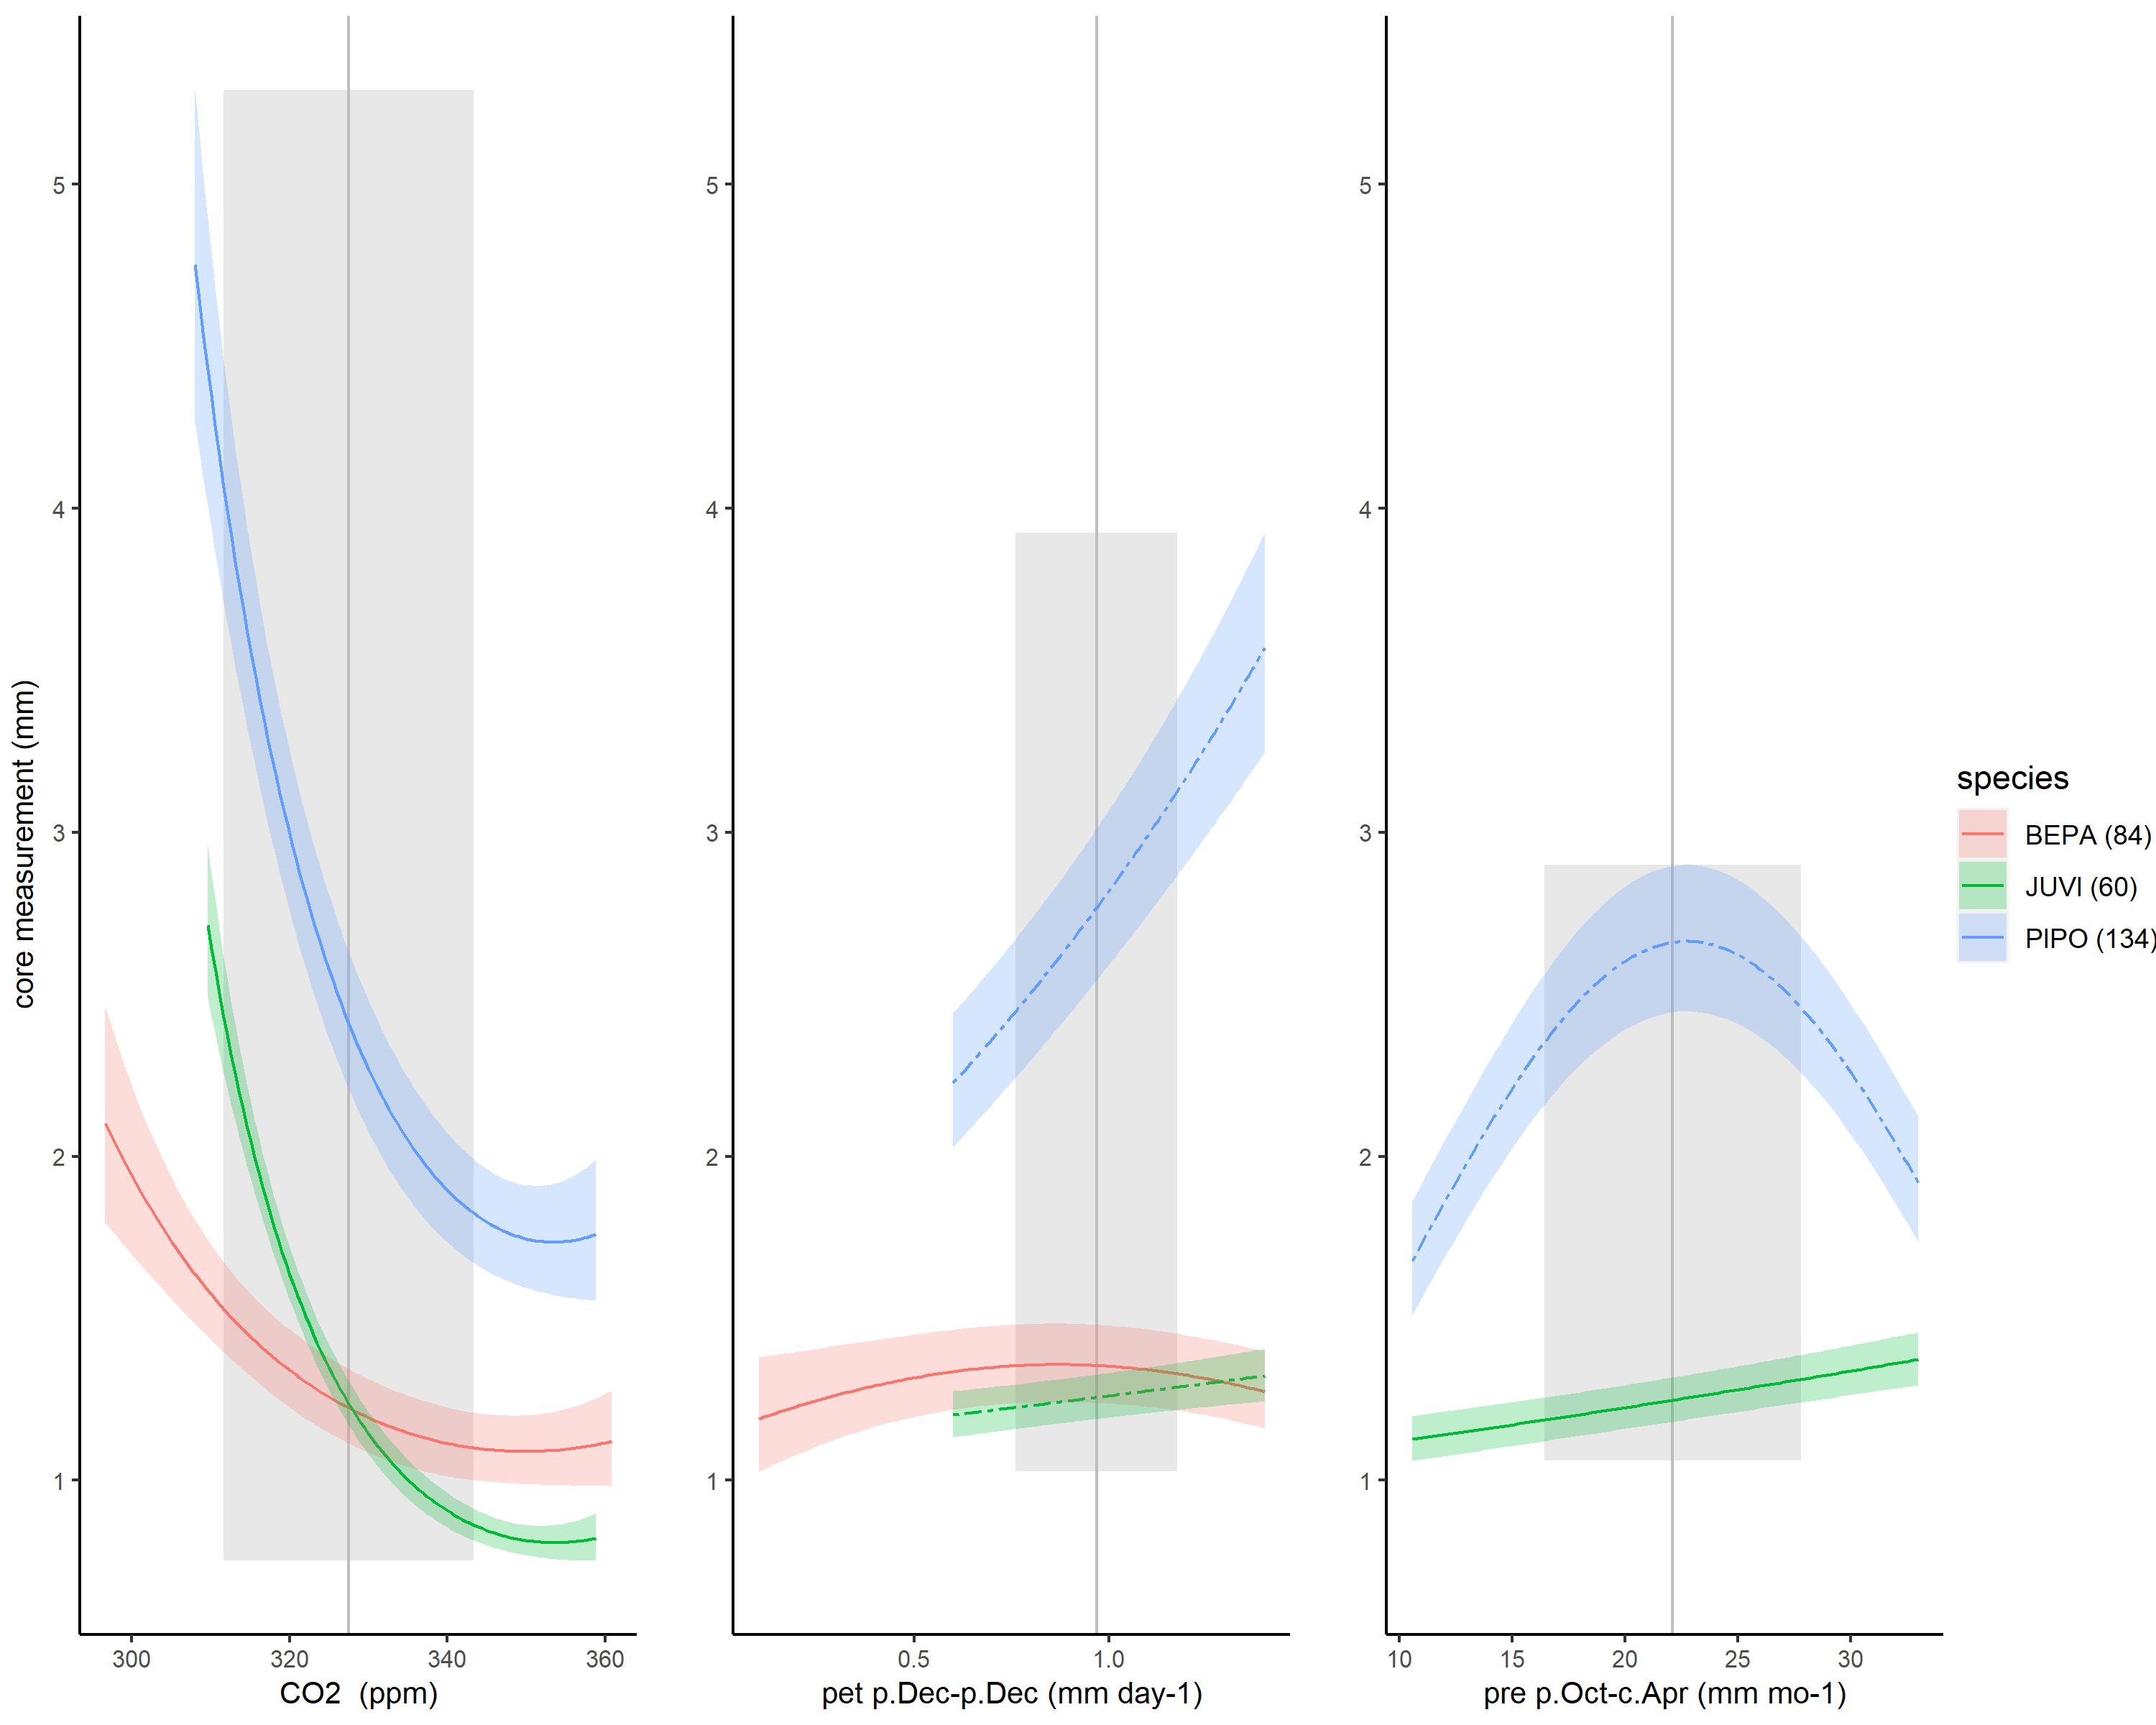 core measurement (mm)
5
4
3
2
1
300 320 340 360
CO2  (ppm)
5
4
3
2
1
0.5 1.0
pet p.Dec-p.Dec (mm day-1)
5
4
3
2
1
10 15 20 25 30
pre p.Oct-c.Apr (mm mo-1)
species
BEPA (84)
JUVI (60)
PIPO (134)